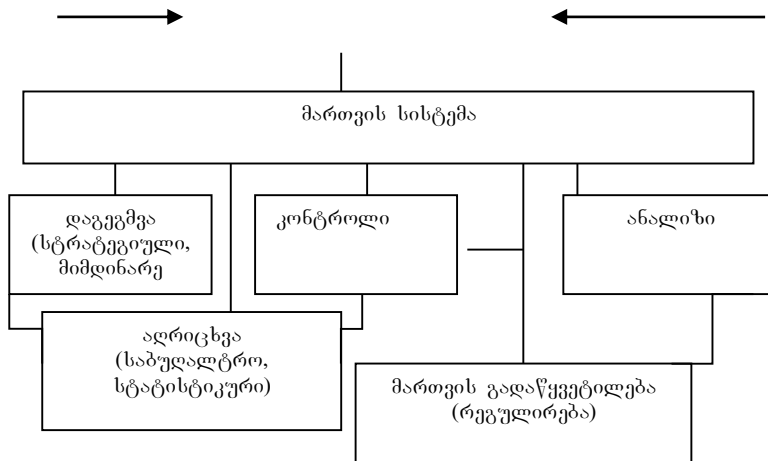 მართვის სისტემა
დაგეგმვა
(სტრატეგიული,
მიმდინარე
კონტროლი
ანალიზი
აღრიცხვა
(საბუღალტრო,
სტატისტიკური)
მართვის გადაწყვეტილება
(რეგულირება)